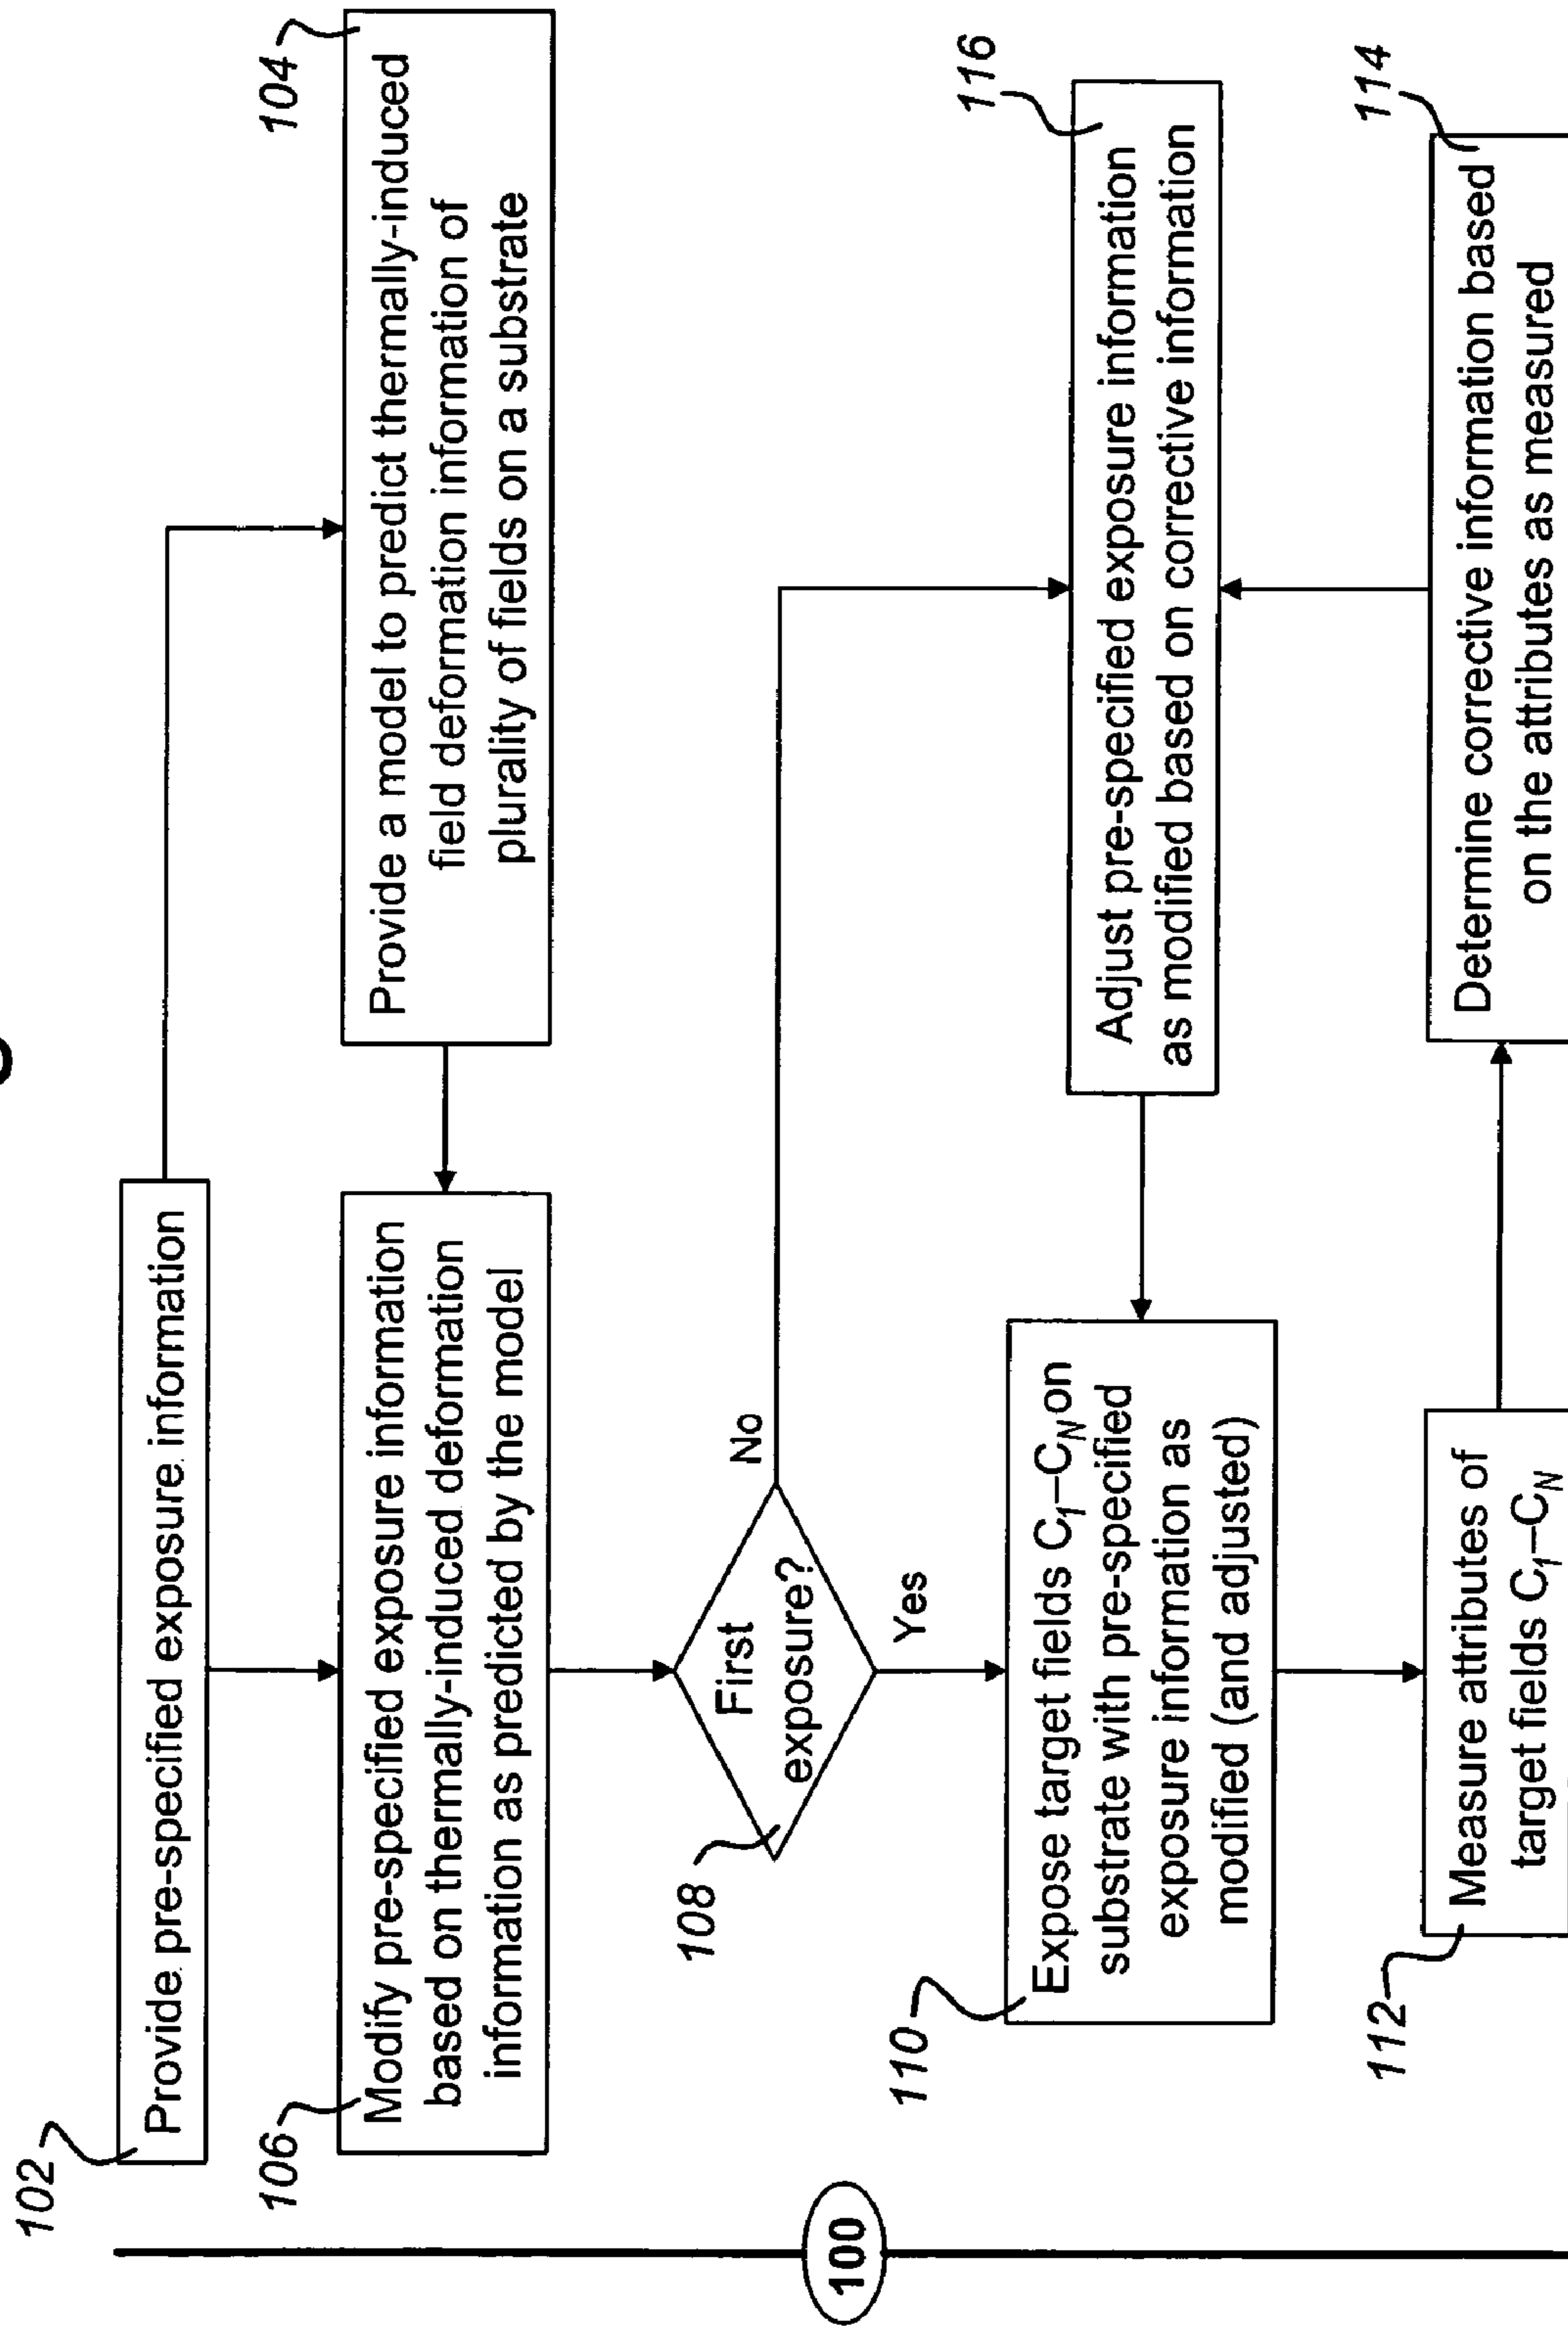 102
Provide pre-specified exposure information
104
Provide a model to predict thermally-induced
field deformation information of
plurality of fields on a substrate
106
Modify pre-specified exposure information
based on thermally-induced deformation
information as predicted by the model
108
First
exposure?
No
Yes
116
Adjust pre-specified exposure information
as modified based on corrective information
110
Expose target fields C1–CN on
substrate with pre-specified
exposure information as
modified (and adjusted)
112
Measure attributes of
target fields C1–CN
114
Determine corrective information based
on the attributes as measured
100